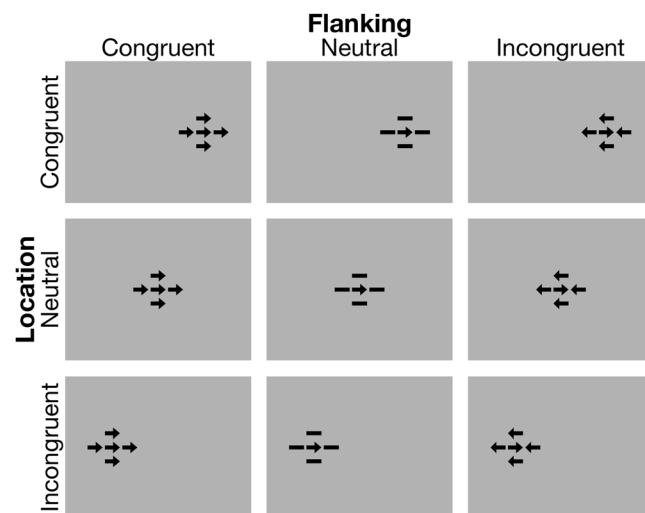 Flanking
Congruent Neutral Incongruent
Congruent
Location
Neutral
Incongruent